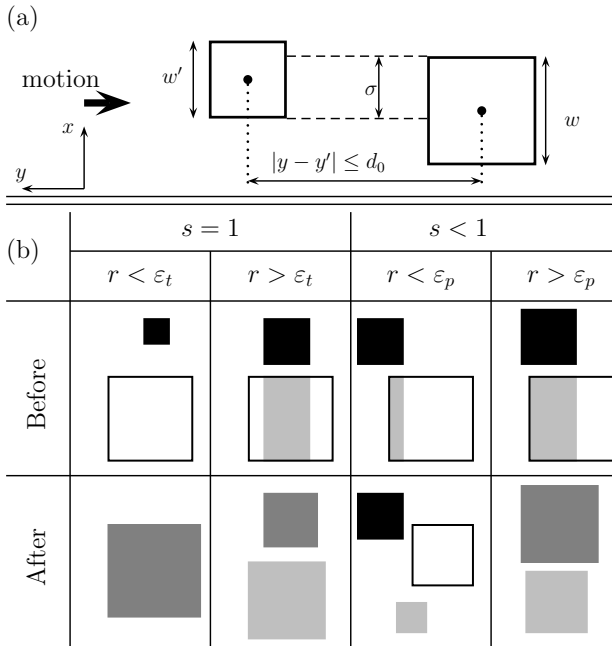 (a)
w′
σ
motion
w
x
|y − y′| ≤ d₀
y
(b)
s = 1
s < 1
r < εₜ
r > εₜ
r < εₚ
r > εₚ
Before
After